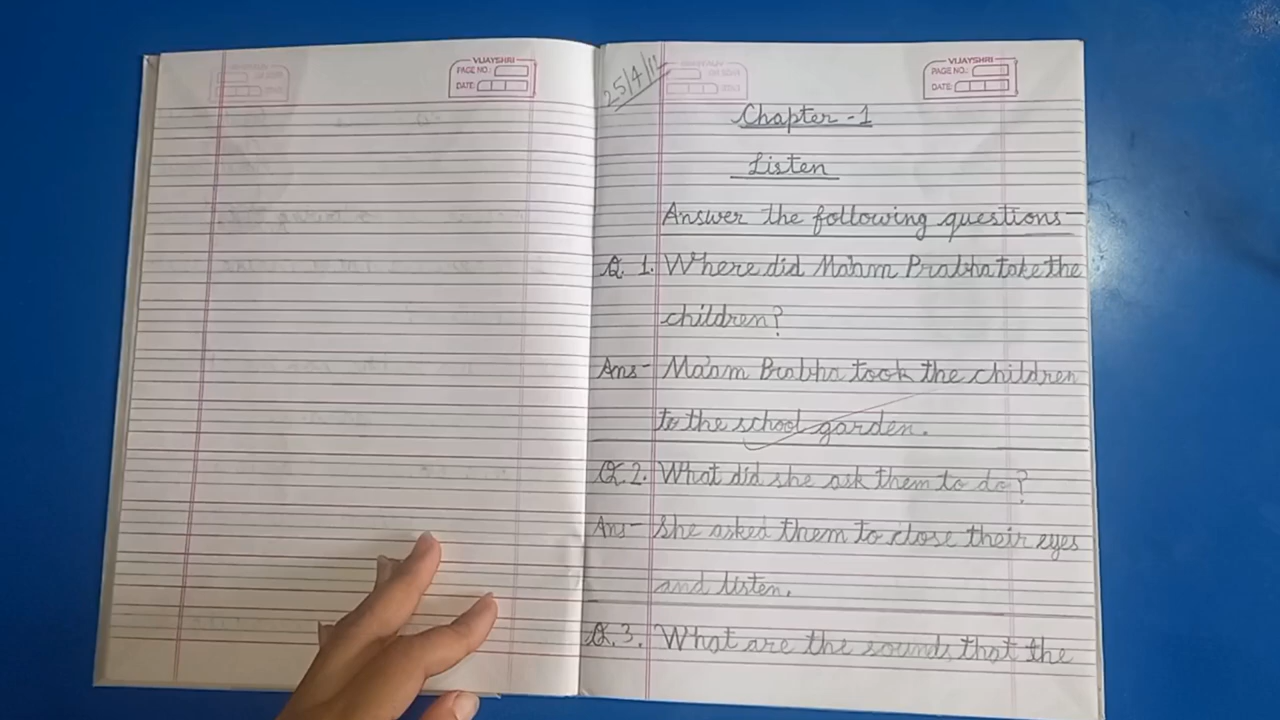 VIJAYSHRI
PAGE NO.:
DATE:
25/4/
VIJAYSHRI
PAGE NO.:
DATE:
Chapter - 1
Listen
Answer the following questions-
Q. 1. Where did Ma'am Prabha take the
children?
Ans- Ma'am Prabha took the children
to the school garden.
Q.2. What did she ask them to do?
Ans- She asked them to close their eyes
and listen.
Q.3. What are the sounds that the